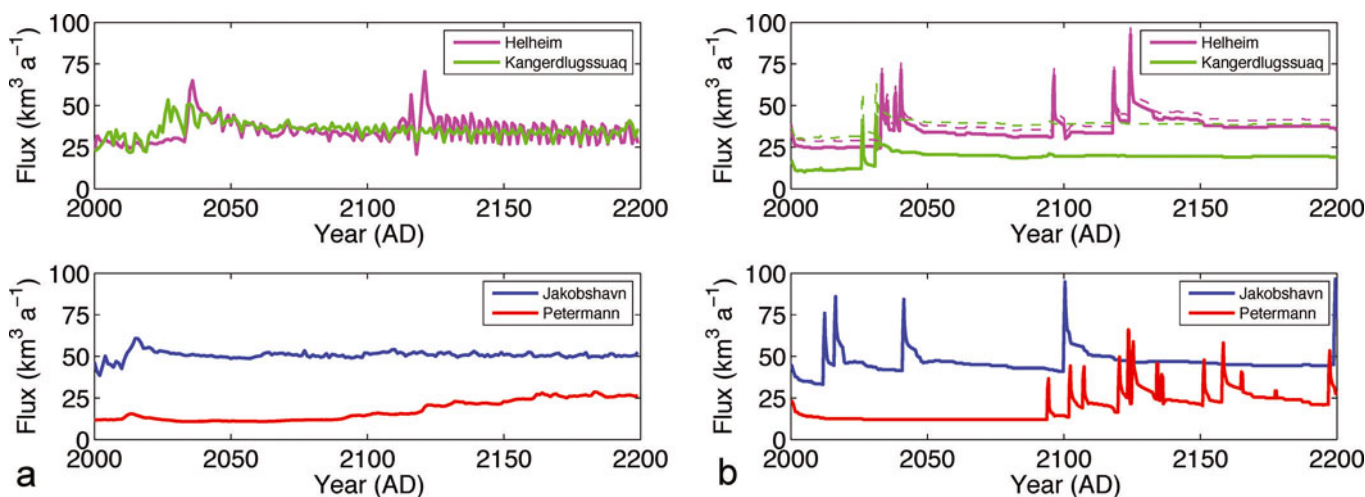 100
75
50
25
0
Flux (km³ a⁻¹)
Helheim
Kangerdlugssuaq
2000 2050 2100 2150 2200
Year (AD)
100
75
50
25
0
Flux (km³ a⁻¹)
Jakobshavn
Petermann
2000 2050 2100 2150 2200
Year (AD)
a
100
75
50
25
0
Flux (km³ a⁻¹)
Helheim
Kangerdlugssuaq
2000 2050 2100 2150 2200
Year (AD)
100
75
50
25
0
Flux (km³ a⁻¹)
Jakobshavn
Petermann
2000 2050 2100 2150 2200
Year (AD)
b